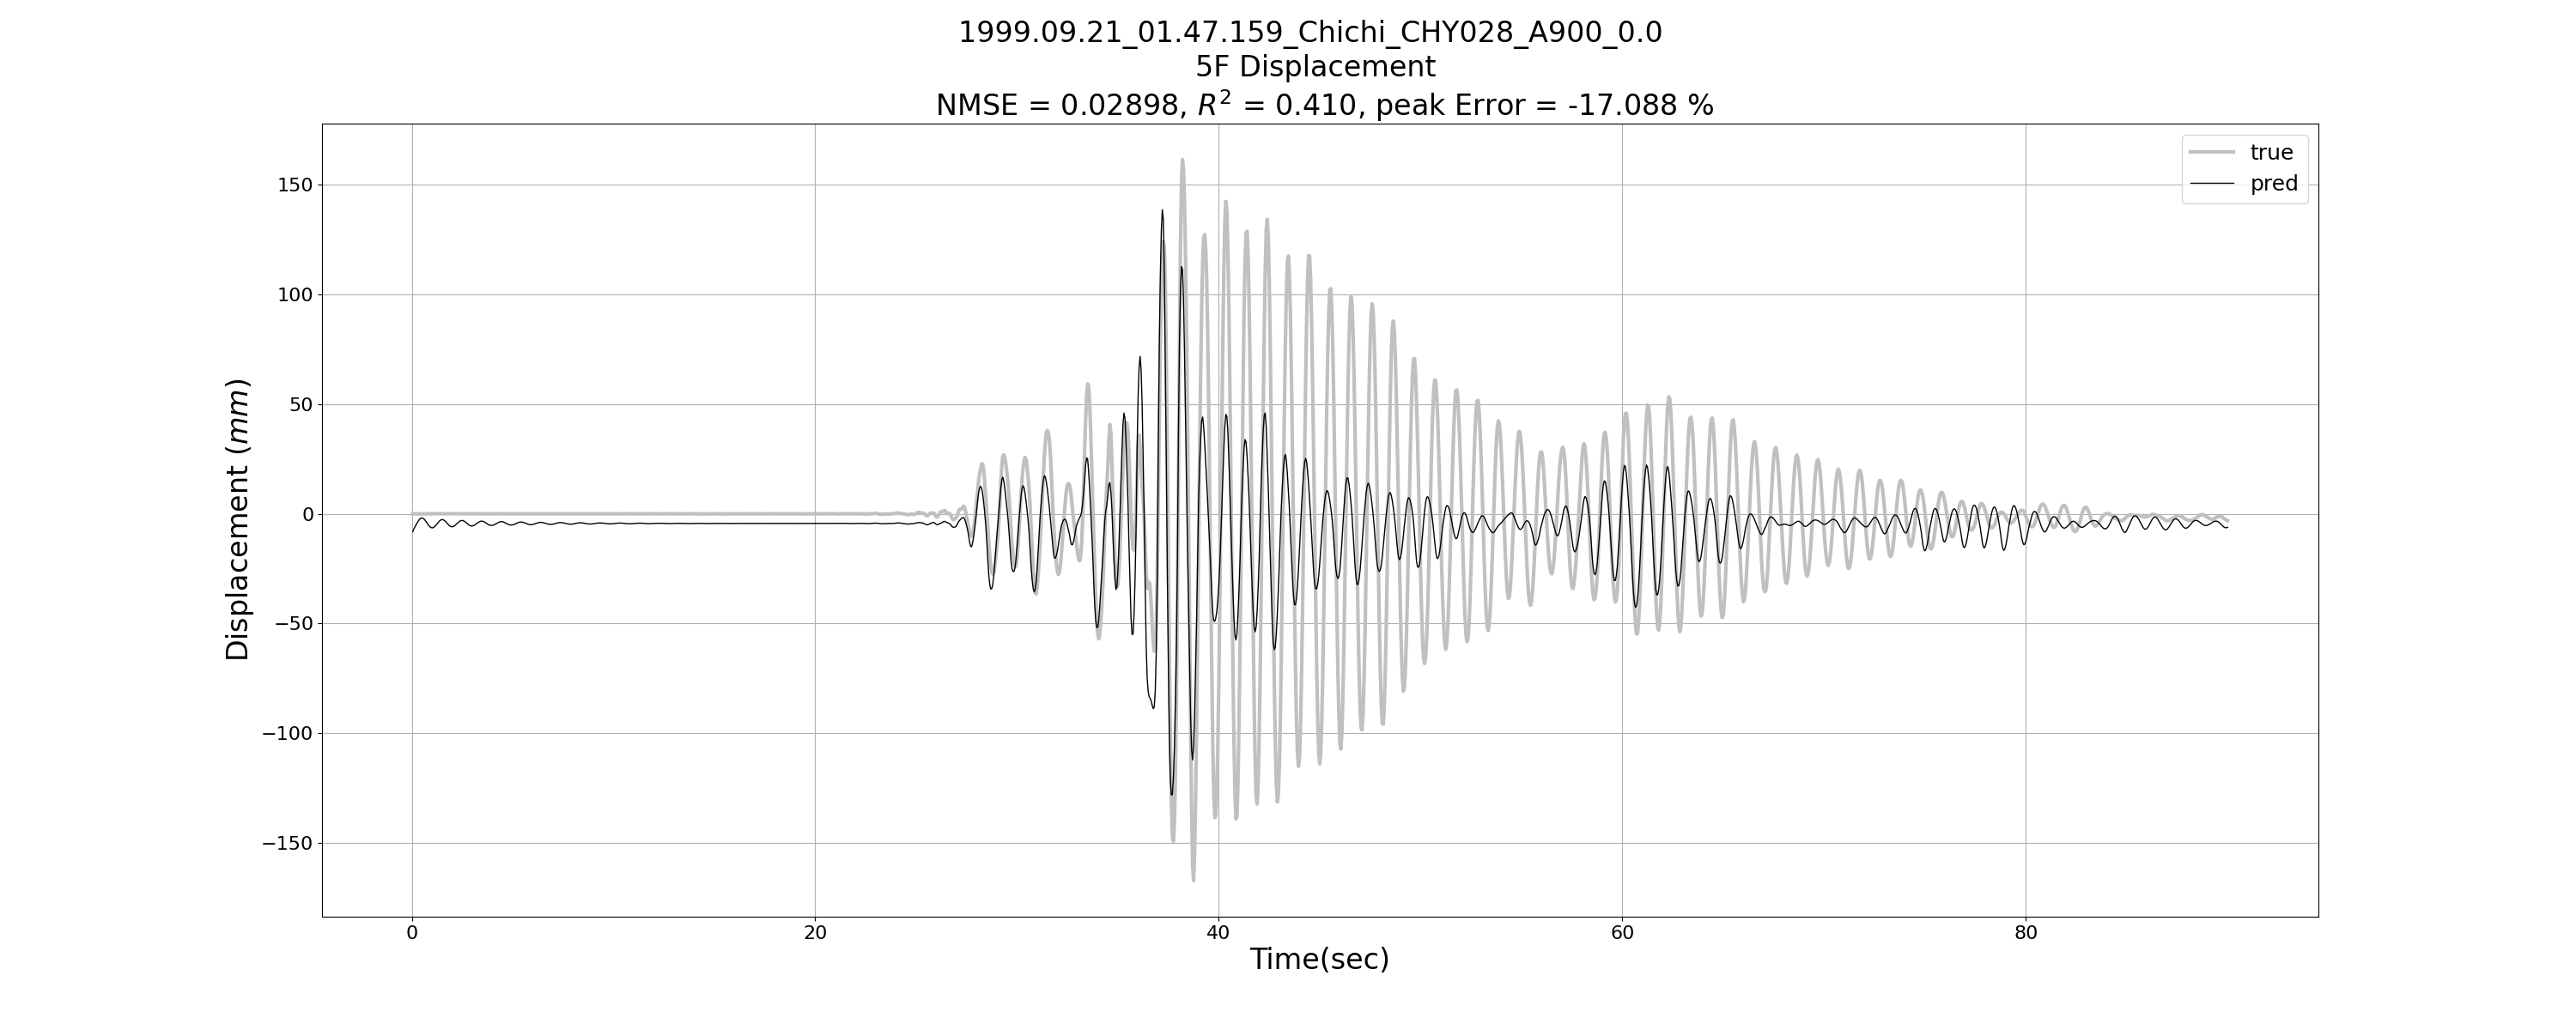 1999.09.21_01.47.159_Chichi_CHY028_A900_0.0
5F Displacement
NMSE = 0.02898, R² = 0.410, peak Error = -17.088 %
true
pred
Displacement (mm)
150
100
50
0
−50
−100
−150
0
20
40
60
80
Time(sec)